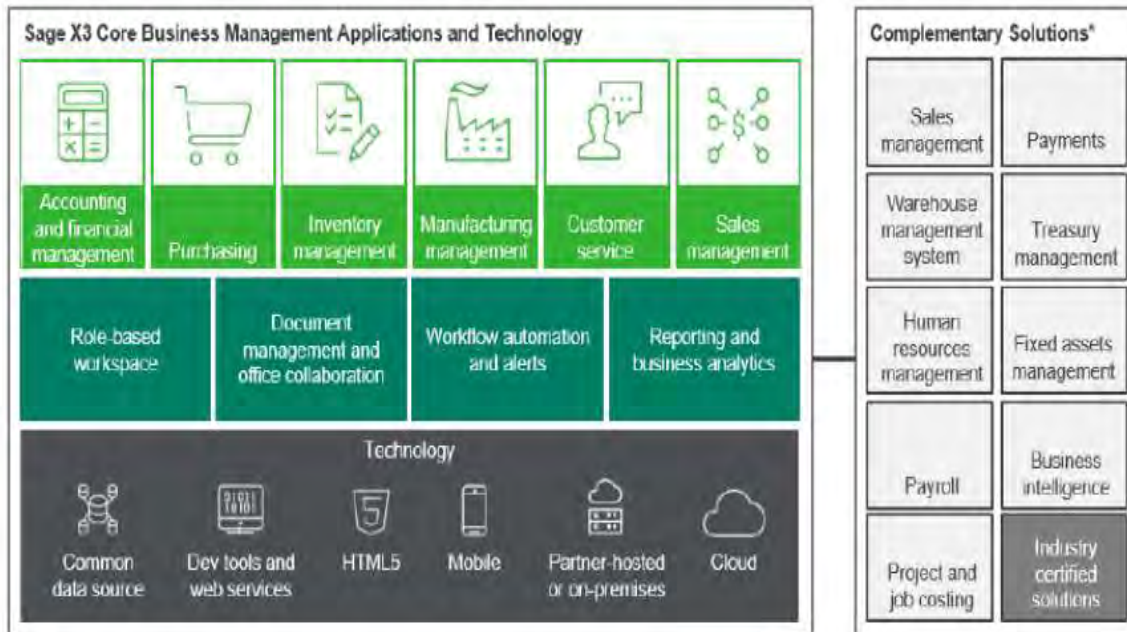 Sage X3 Core Business Management Applications and Technology
Accounting
and financial
management
Purchasing
Inventory
management
Manufacturing
management
Customer
service
Sales
management
Role-based
workspace
Document
management and
office collaboration
Workflow automation
and alerts
Reporting and
business analytics
Technology
Common
data source
Dev tools and
web services
HTML5
Mobile
Partner-hosted
or on-premises
Cloud
Complementary Solutions*
Sales
management
Payments
Warehouse
management
system
Treasury
management
Human
resources
management
Fixed assets
management
Payroll
Business
intelligence
Project and
job costing
Industry
certified
solutions